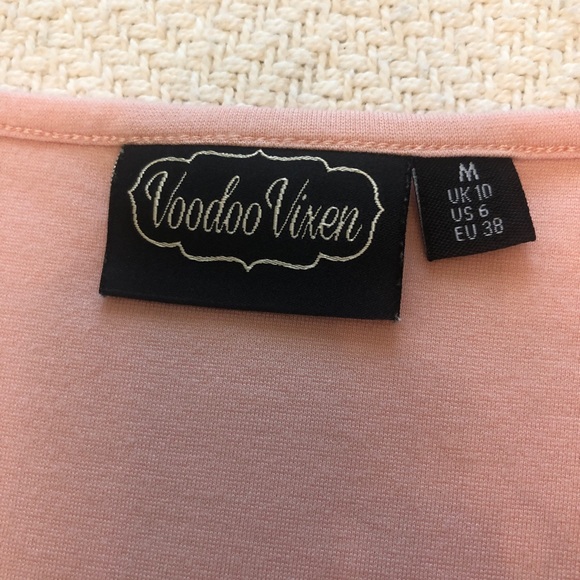 Voodoo Vixen
M
UK 10
US 6
EU 38